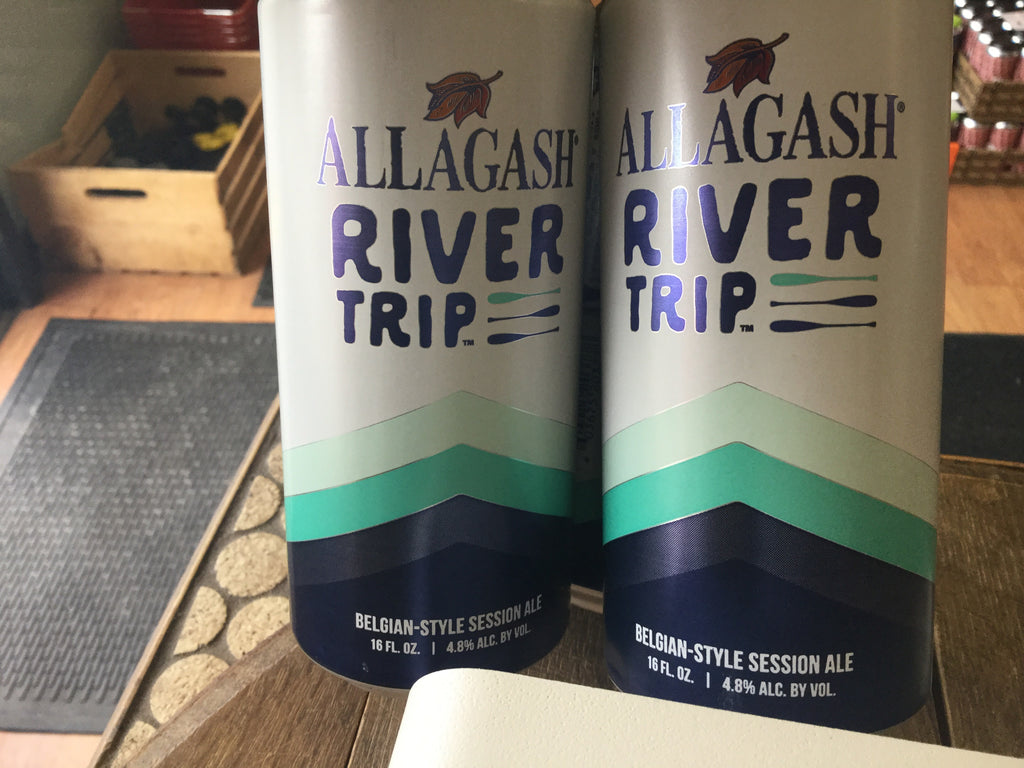 ALLAGASH®
RIVER
TRIP™
BELGIAN-STYLE SESSION ALE
16 FL. OZ. | 4.8% ALC. BY VOL.
ALLAGASH®
RIVER
TRIP™
BELGIAN-STYLE SESSION ALE
16 FL. OZ. | 4.8% ALC. BY VOL.